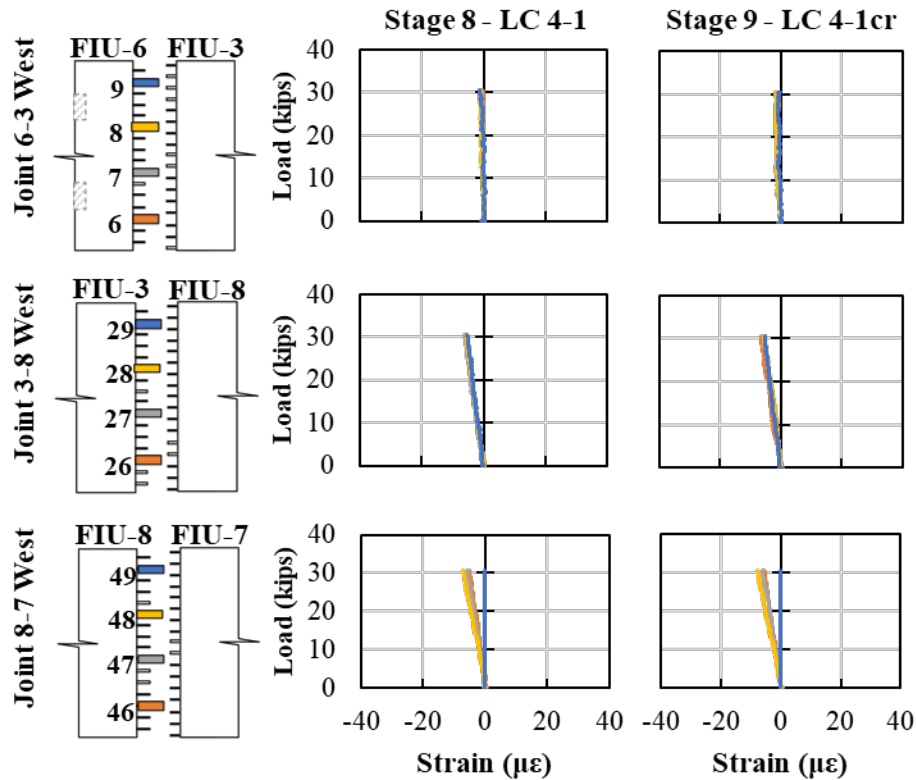 Stage 8 - LC 4-1
Stage 9 - LC 4-1cr
Joint 6-3 West
FIU-6
FIU-3
9
8
7
6
Load (kips)
40
30
20
10
0
Joint 3-8 West
FIU-3
FIU-8
29
28
27
26
Load (kips)
40
30
20
10
0
Joint 8-7 West
FIU-8
FIU-7
49
48
47
46
Load (kips)
40
30
20
10
0
-40 -20 0 20 40
-40 -20 0 20 40
Strain (με)
Strain (με)